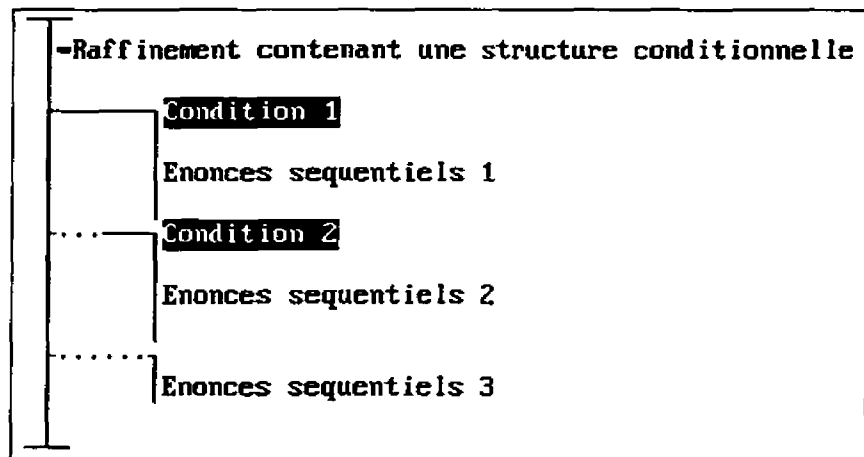 -Raffinement contenant une structure conditionnelle
Condition 1
Enonces sequentiels 1
Condition 2
Enonces sequentiels 2
Enonces sequentiels 3